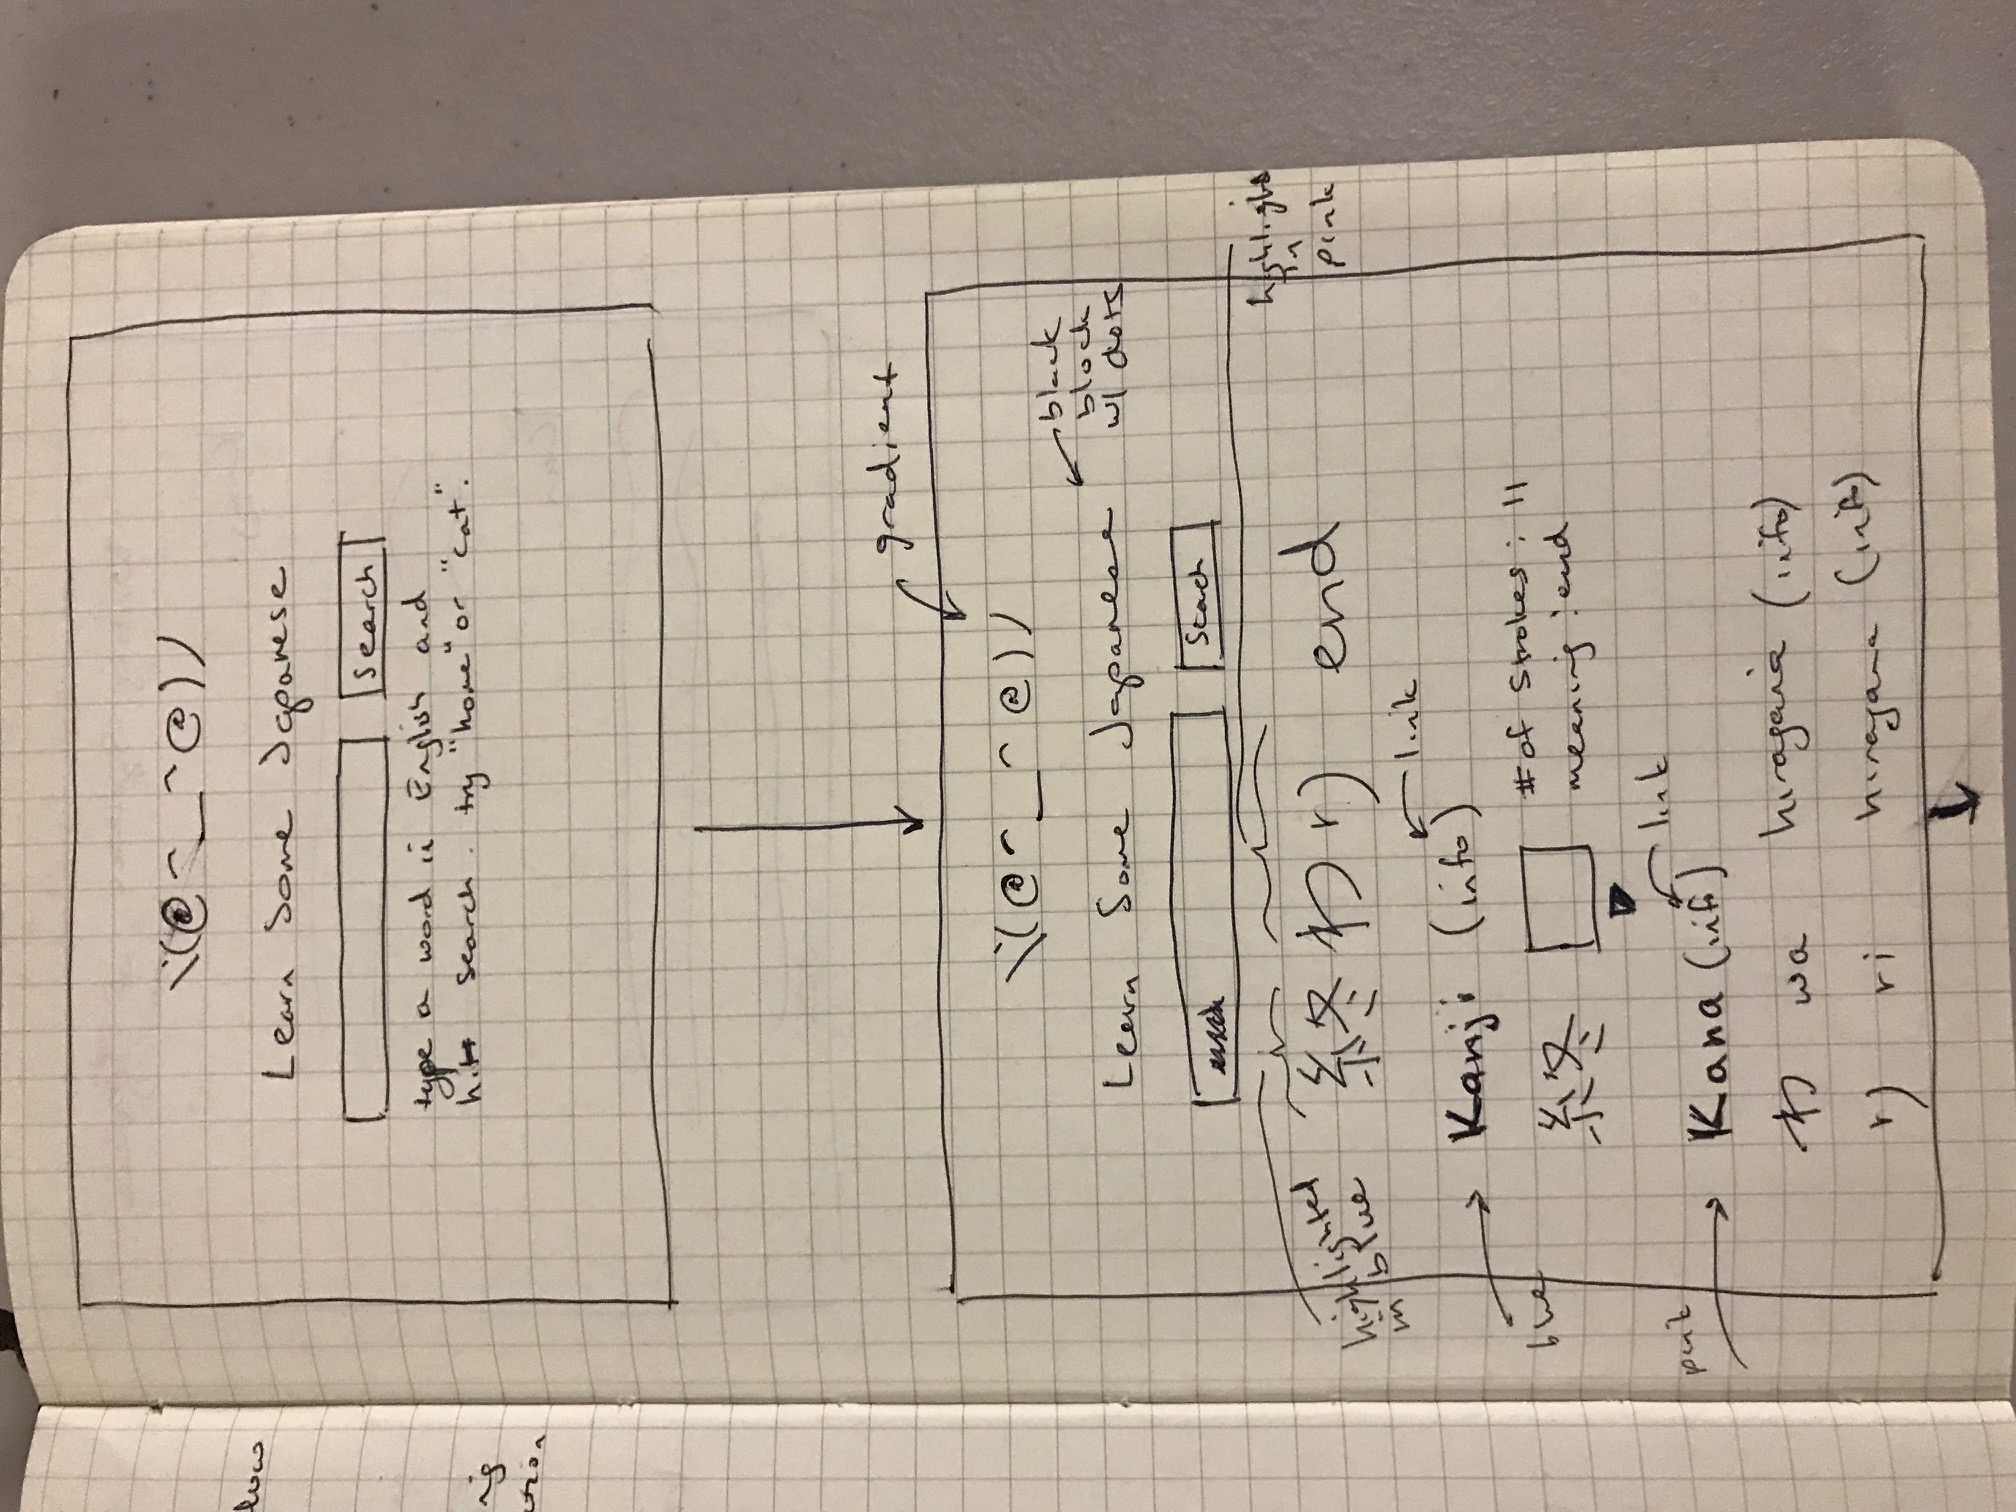 low
ng
\(@^_^@)/
Learn Some Japanese
Search
type a word in English and
hit search. try "home" or "cat".
gradient
\(@^_^@)/
black
block
w/ dots
Learn Some Japanese
Search
highlighted
in blue
highlight
in
pink
終わり end
link
Kanji (info)
blue
終 # of strokes: 11
meaning: end
link
pink
Kana (info)
わ wa hiragana (info)
り ri hiragana (info)